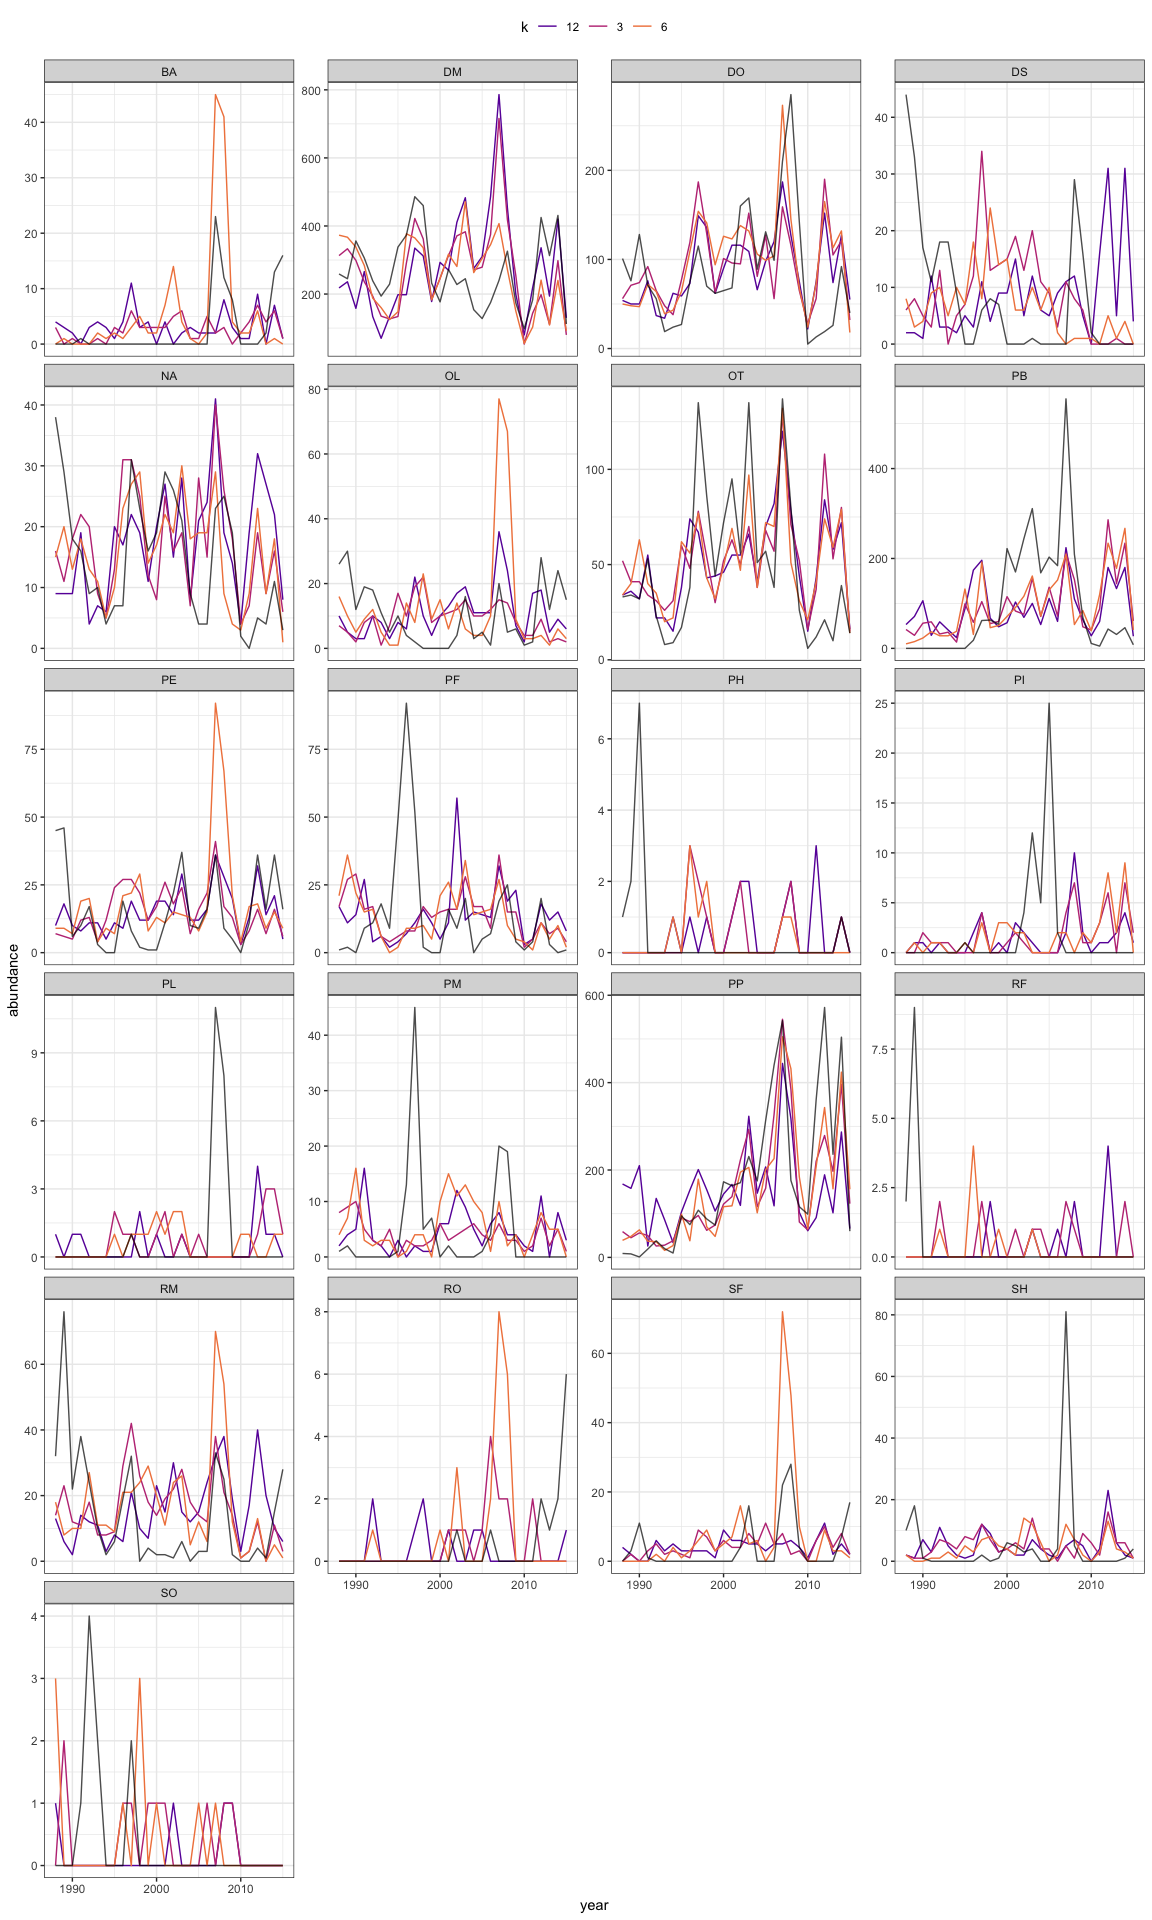 k 12 3 6
BA DM DO DS
0 10 20 30 40
200 400 600 800
0 100 200
0 10 20 30 40
NA OL OT PB
0 10 20 30 40
0 20 40 60 80
0 50 100
0 200 400
PE PF PH PI
0 25 50 75
0 25 50 75
0 2 4 6
0 5 10 15 20 25
abundance
PL PM PP RF
0 3 6 9
0 10 20 30 40
0 200 400 600
0.0 2.5 5.0 7.5
RM RO SF SH
0 20 40 60
0 2 4 6 8
0 20 40 60
0 20 40 60 80
1990 2000 2010
1990 2000 2010
1990 2000 2010
SO
0 1 2 3 4
1990 2000 2010
year